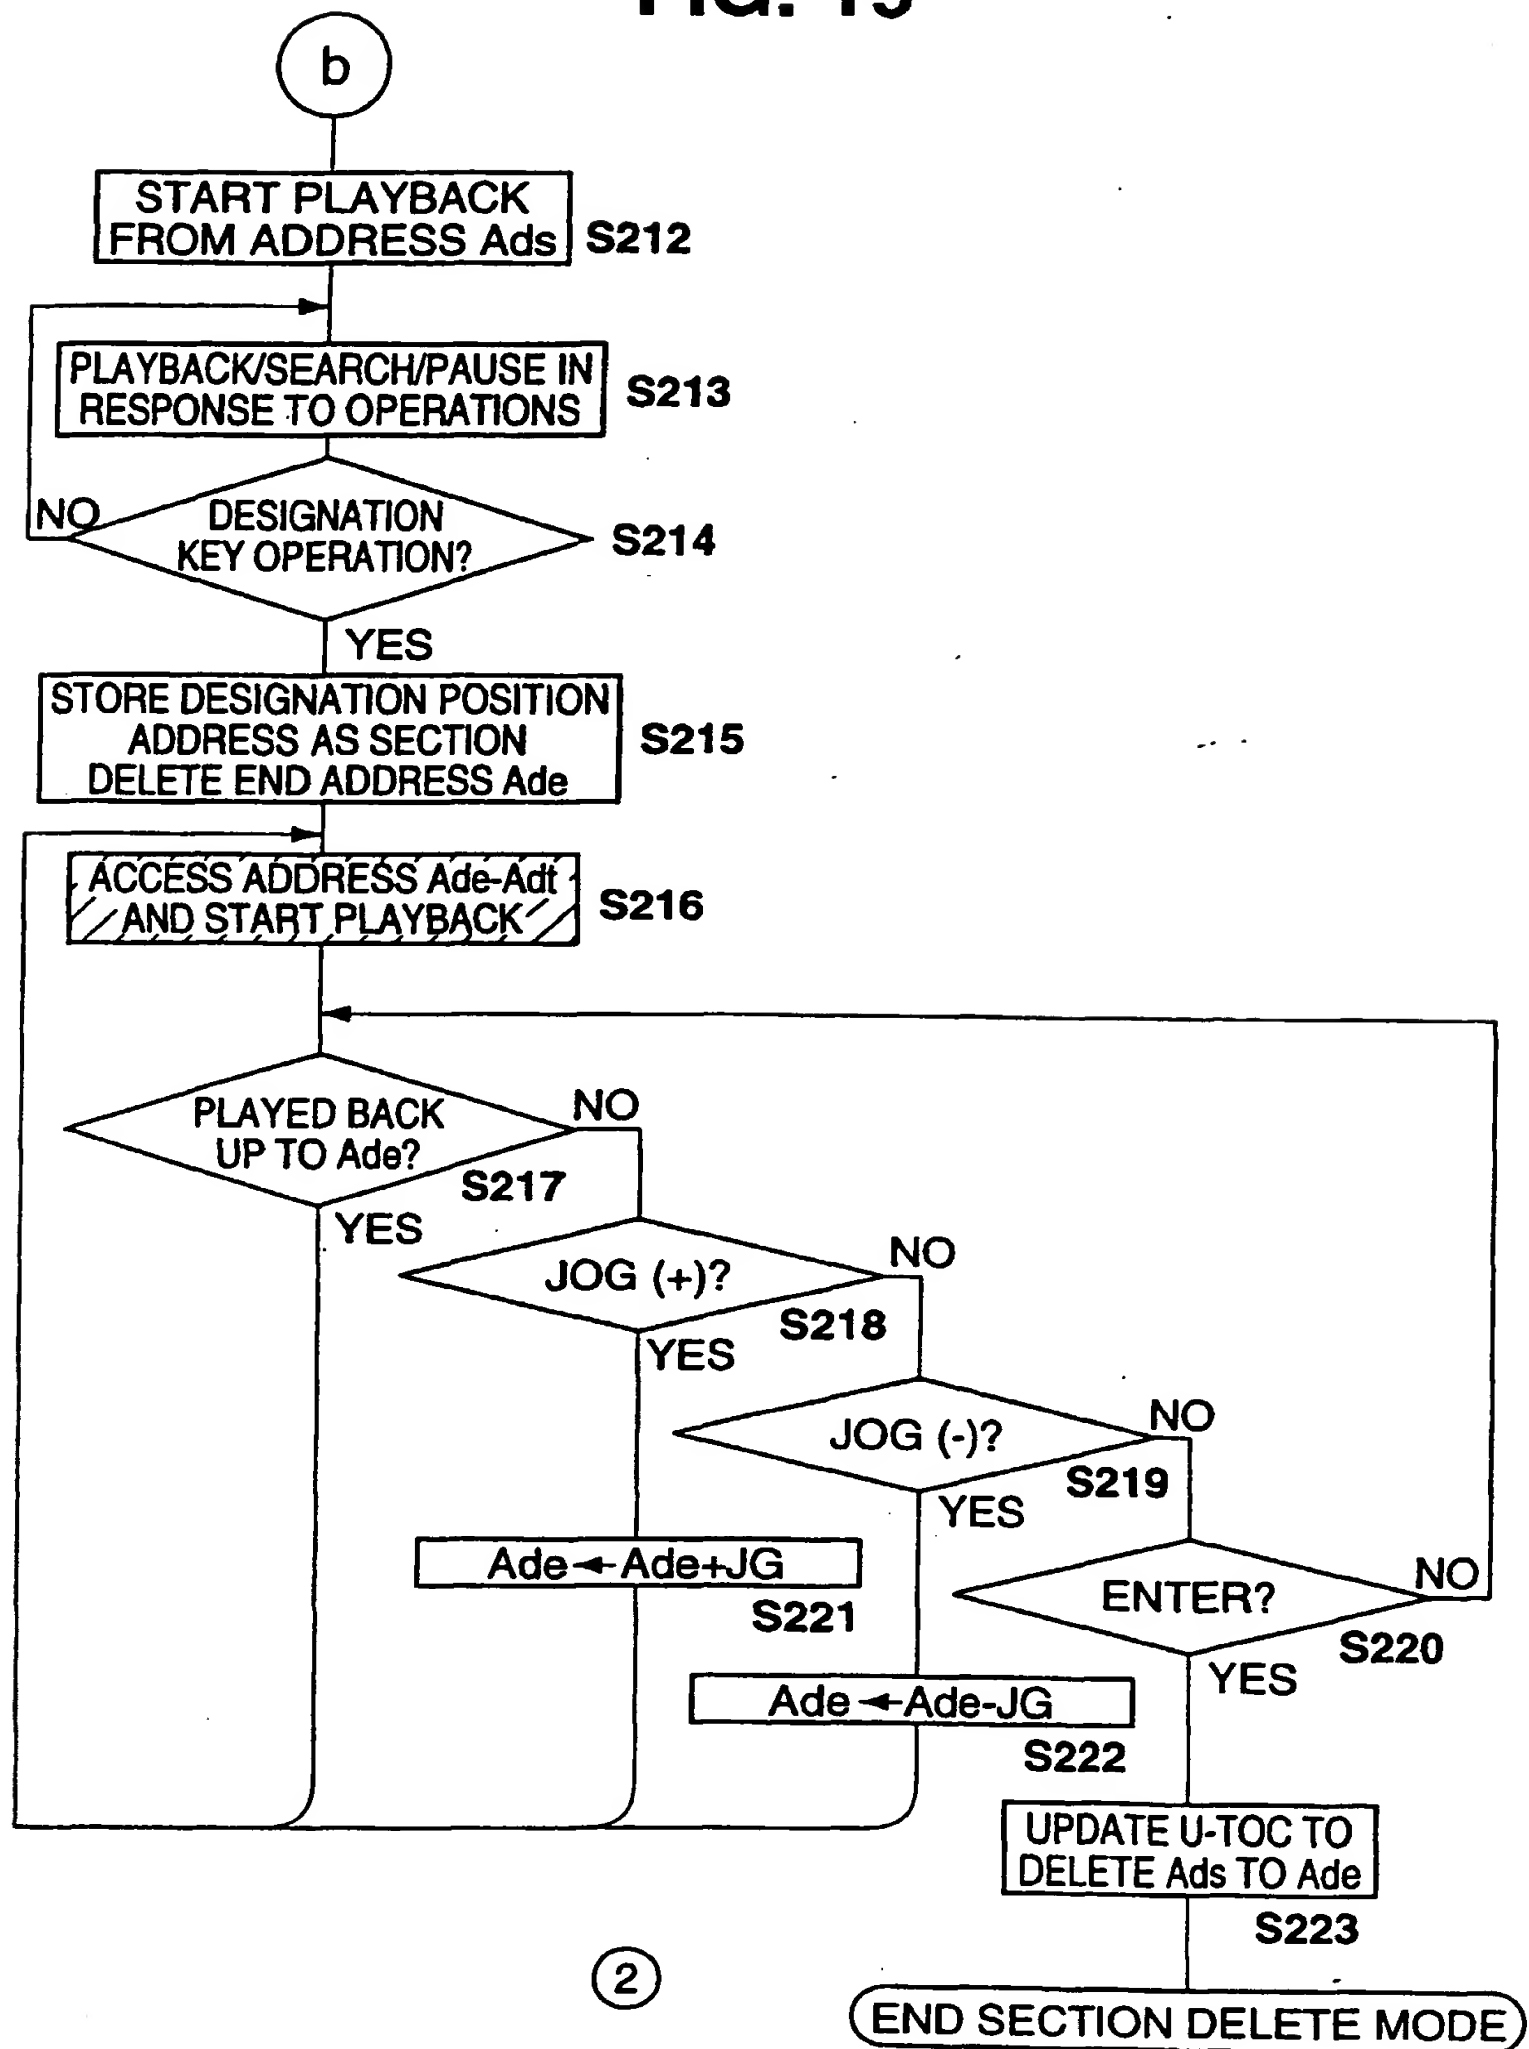 b
START PLAYBACK
FROM ADDRESS Ads
S212
PLAYBACK/SEARCH/PAUSE IN
RESPONSE TO OPERATIONS
S213
NO
DESIGNATION
KEY OPERATION?
S214
YES
STORE DESIGNATION POSITION
ADDRESS AS SECTION
DELETE END ADDRESS Ade
S215
ACCESS ADDRESS Ade-Adt
AND START PLAYBACK
S216
PLAYED BACK
UP TO Ade?
NO
S217
YES
JOG (+)?
NO
S218
YES
JOG (-)?
NO
S219
YES
Ade←Ade+JG
S221
ENTER?
NO
S220
YES
Ade←Ade-JG
S222
UPDATE U-TOC TO
DELETE Ads TO Ade
S223
2
END SECTION DELETE MODE